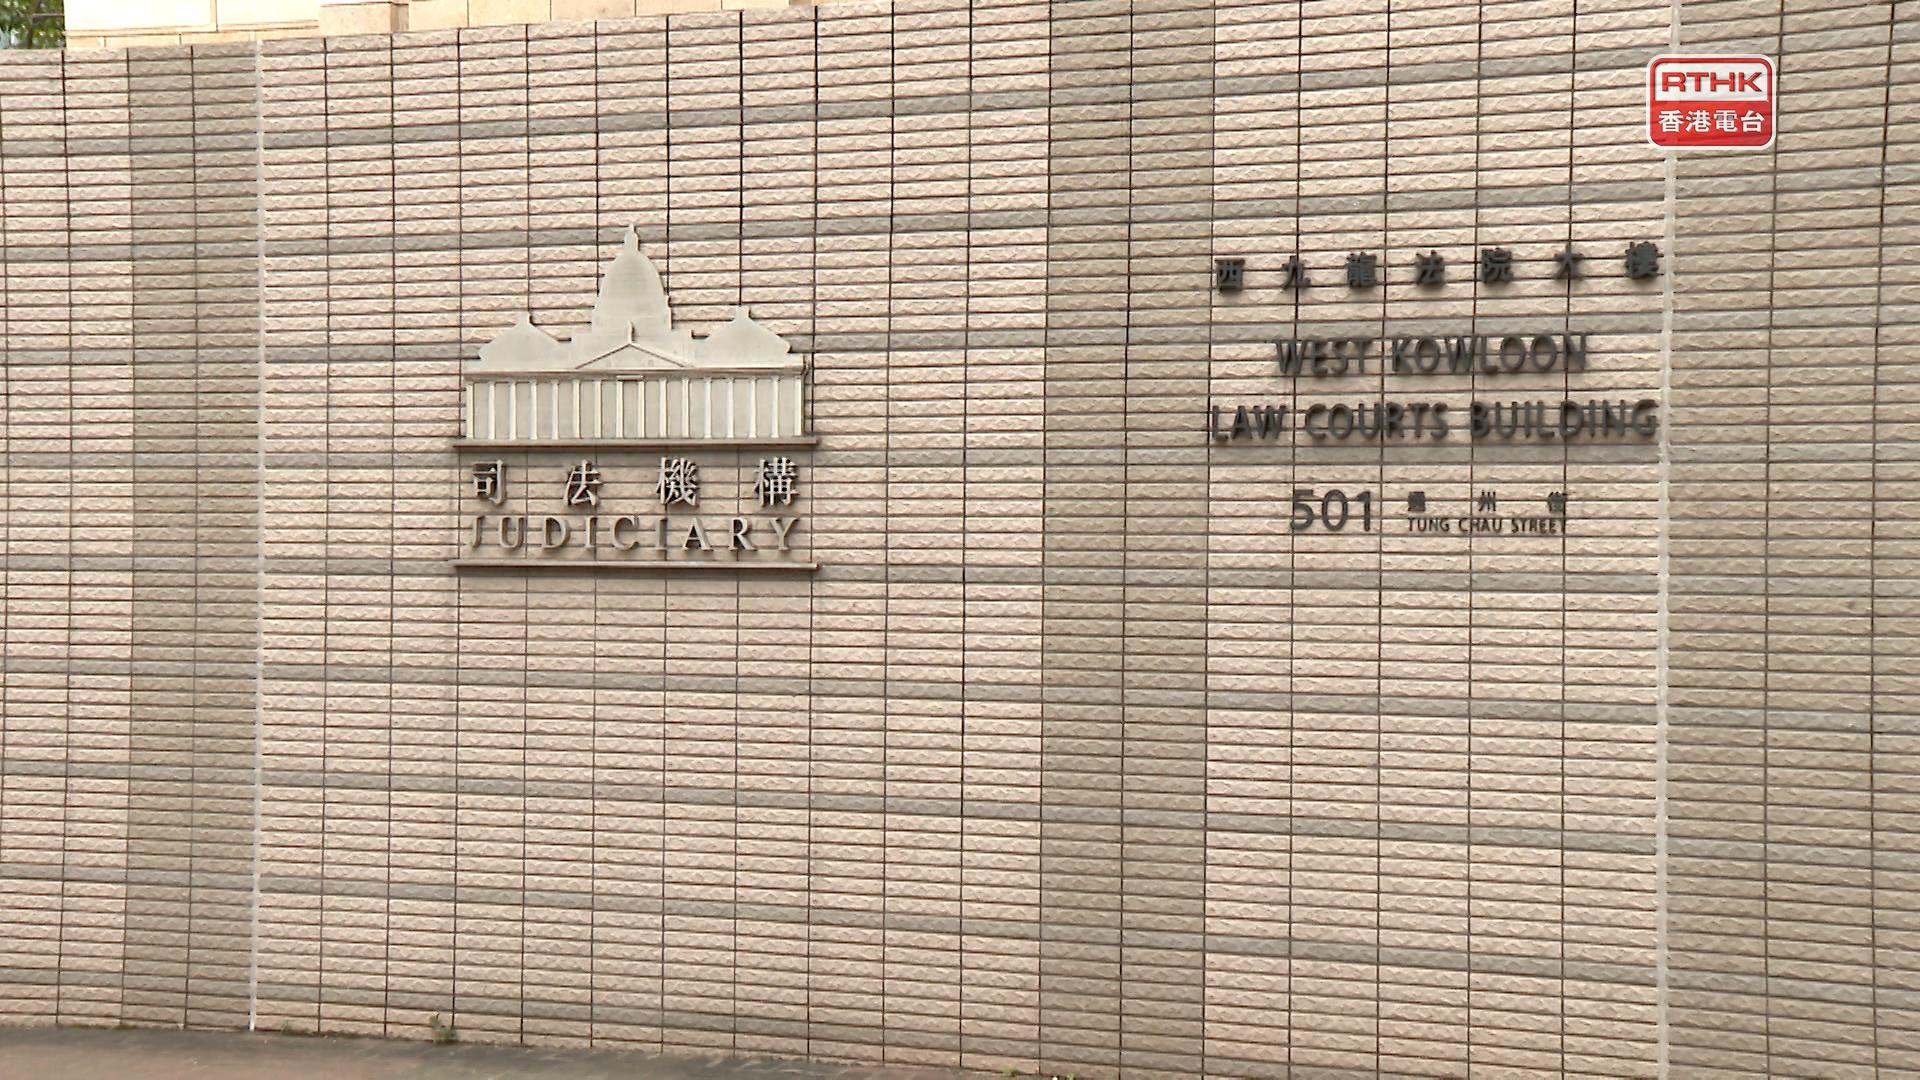 RTHK
香港電台
司法機構
JUDICIARY
西九龍法院大樓
WEST KOWLOON
LAW COURTS BUILDING
501
通州街
TUNG CHAU STREET